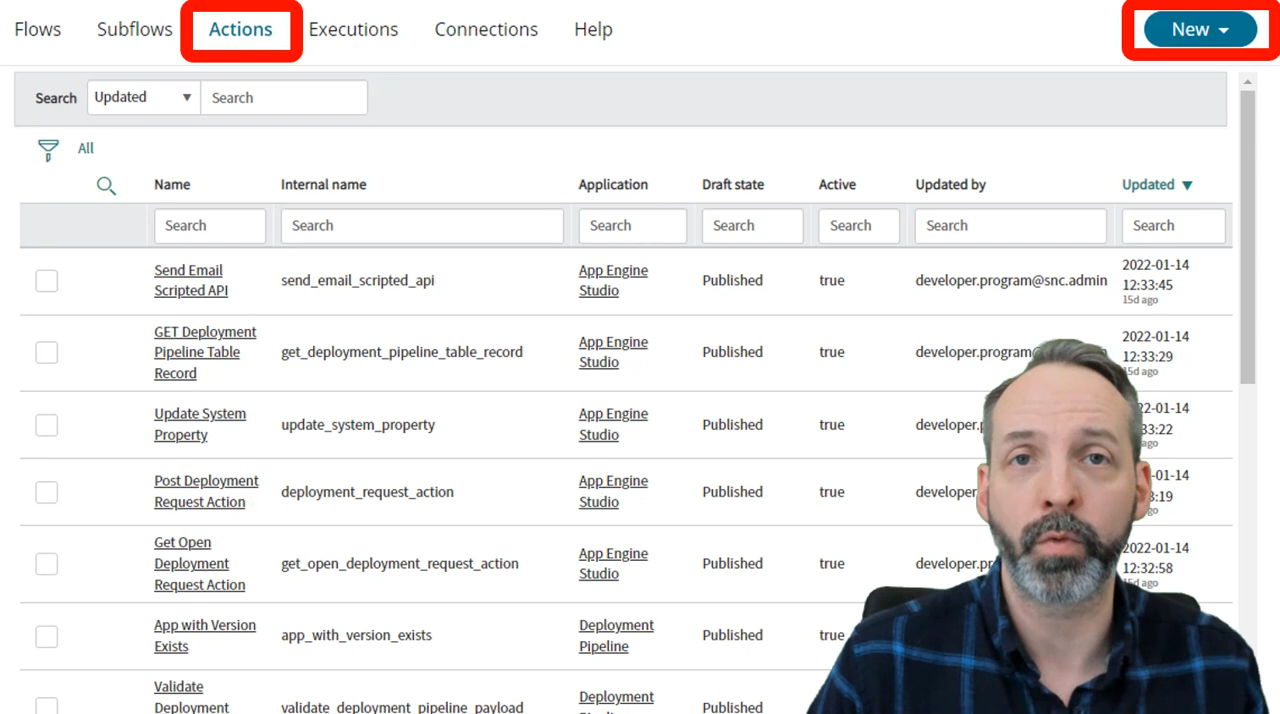 Flows Subflows Actions Executions Connections Help New
Search Updated Search
All
Name Internal name Application Draft state Active Updated by Updated
Search Search Search Search Search Search Search
Send Email
Scripted API
send_email_scripted_api
App Engine
Studio
Published
true
developer.program@snc.admin
2022-01-14
12:33:45
15d ago
GET Deployment
Pipeline Table
Record
get_deployment_pipeline_table_record
App Engine
Studio
Published
true
developer.program@
2022-01-14
12:33:29
15d ago
Update System
Property
update_system_property
App Engine
Studio
Published
true
developer.p
22-01-14
33:22
ago
Post Deployment
Request Action
deployment_request_action
App Engine
Studio
Published
true
developer
-01-14
3:19
go
Get Open
Deployment
Request Action
get_open_deployment_request_action
App Engine
Studio
Published
true
developer.pr
2022-01-14
12:32:58
15d ago
App with Version
Exists
app_with_version_exists
Deployment
Pipeline
Published
true
Validate
Deployment
validate_deployment_pipeline_payload
Deployment
Published